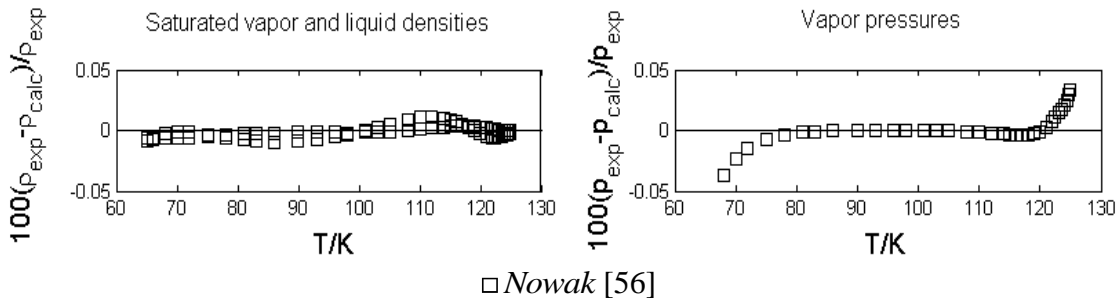 Saturated vapor and liquid densities
100(ρexp-ρcalc)/ρexp
0.05
0
-0.05
60 70 80 90 100 110 120 130
T/K
Vapor pressures
100(pexp-pcalc)/pexp
0.05
0
-0.05
60 70 80 90 100 110 120 130
T/K
□ Nowak [56]